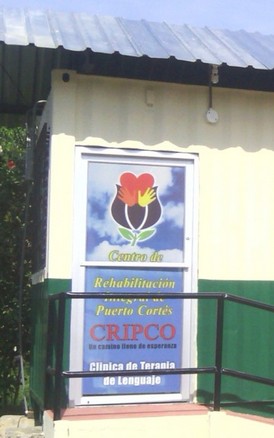 Centro de
Rehabilitación
Integral de
Puerto Cortés
CRIPCO
Un camino lleno de esperanza
Clínica de Terapia
de Lenguaje